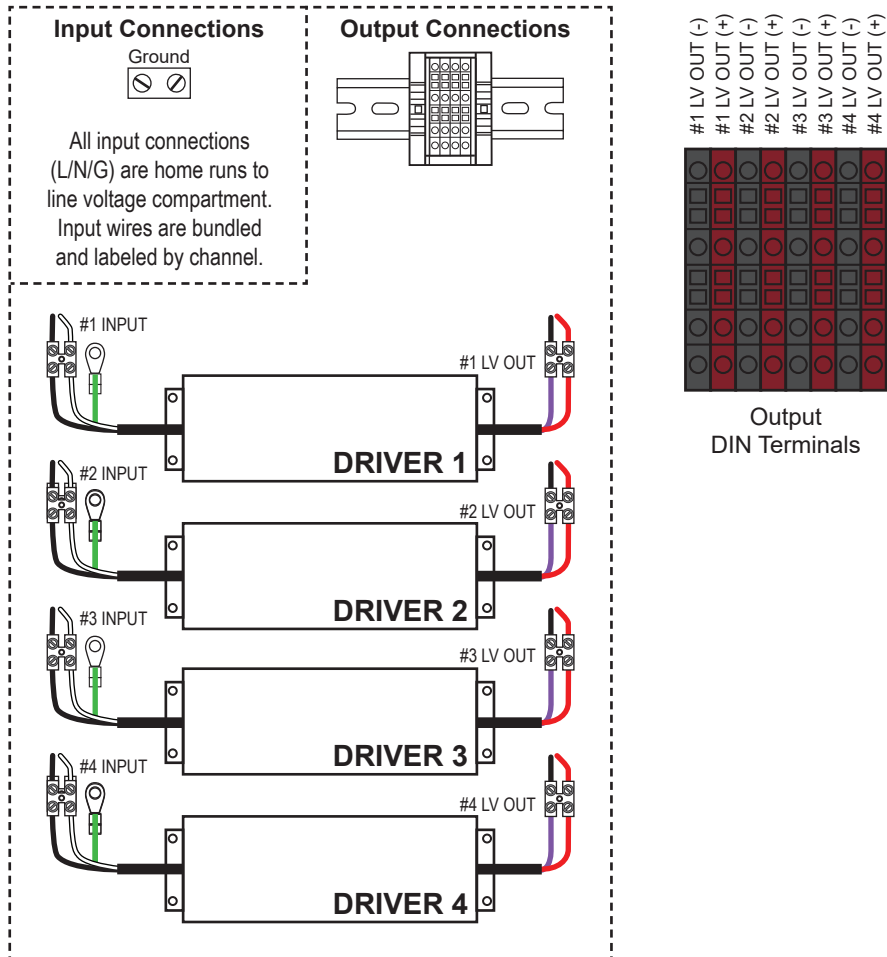 Input Connections
Ground
All input connections
(L/N/G) are home runs to
line voltage compartment.
Input wires are bundled
and labeled by channel.
Output Connections
#1 LV OUT (-)
#1 LV OUT (+)
#2 LV OUT (-)
#2 LV OUT (+)
#3 LV OUT (-)
#3 LV OUT (+)
#4 LV OUT (-)
#4 LV OUT (+)
Output
DIN Terminals
#1 INPUT
#1 LV OUT
DRIVER 1
#2 INPUT
#2 LV OUT
DRIVER 2
#3 INPUT
#3 LV OUT
DRIVER 3
#4 INPUT
#4 LV OUT
DRIVER 4